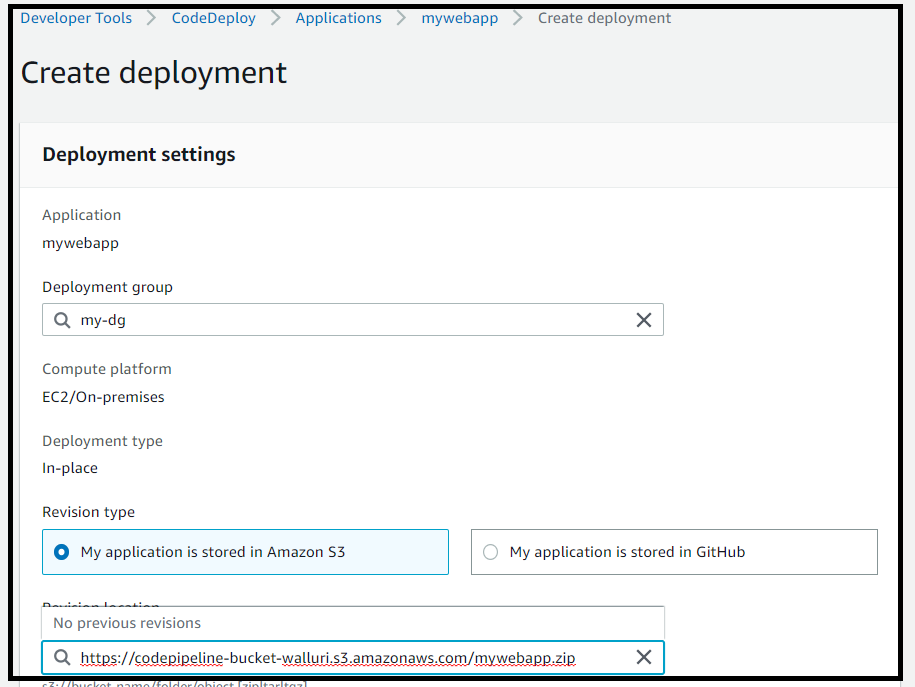 Developer Tools > CodeDeploy > Applications > mywebapp > Create deployment
Create deployment
Deployment settings
Application
mywebapp
Deployment group
my-dg
Compute platform
EC2/On-premises
Deployment type
In-place
Revision type
My application is stored in Amazon S3 My application is stored in GitHub
Revision location
No previous revisions
https://codepipeline-bucket-walluri.s3.amazonaws.com/mywebapp.zip
s3://bucket-name/folder/object.[zip|tar|tgz]